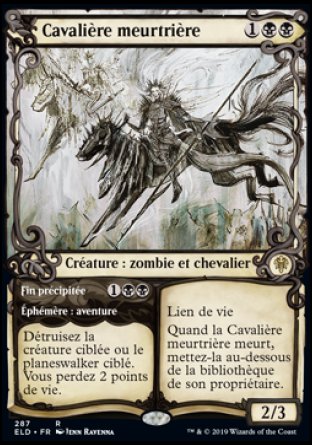 Cavalière meurtrière 1
Créature : zombie et chevalier
Fin précipitée 1
Éphémère : aventure
Détruisez la
créature ciblée ou le
planeswalker ciblé.
Vous perdez 2 points
de vie.
Lien de vie
Quand la Cavalière
meurtrière meurt,
mettez-la au-dessous
de la bibliothèque
de son propriétaire.
2/3
287 R
ELD • FR Jenn Ravenna
™ & © 2019 Wizards of the Coast